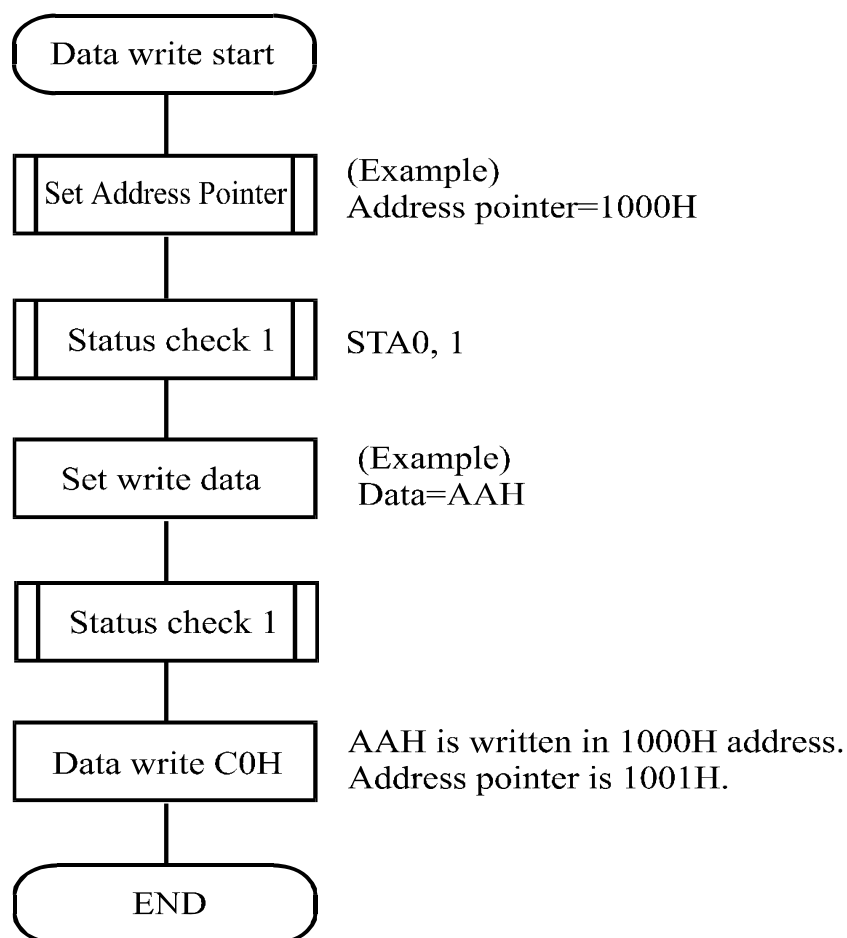 Data write start
Set Address Pointer
(Example)
Address pointer=1000H
Status check 1
STA0, 1
Set write data
(Example)
Data=AAH
Status check 1
Data write C0H
AAH is written in 1000H address.
Address pointer is 1001H.
END